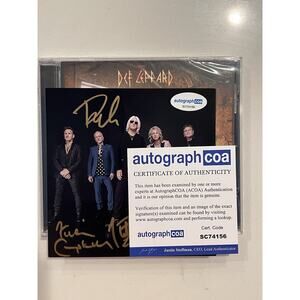 DEF LEPPARD
autographcoa
autographcoa
CERTIFICATE OF AUTHENTICITY
This item has been examined by one or more
experts at AutographCOA (ACOA) Authentication
and it is our opinion that the item is genuine.
Verification of this item and an image of the exact
signature(s) examined can be found by visiting
www.autographcoa.com and performing a lookup.
autographcoa
Cert. Code
SC74156
Justin Steffman, CEO, Lead Authenticator